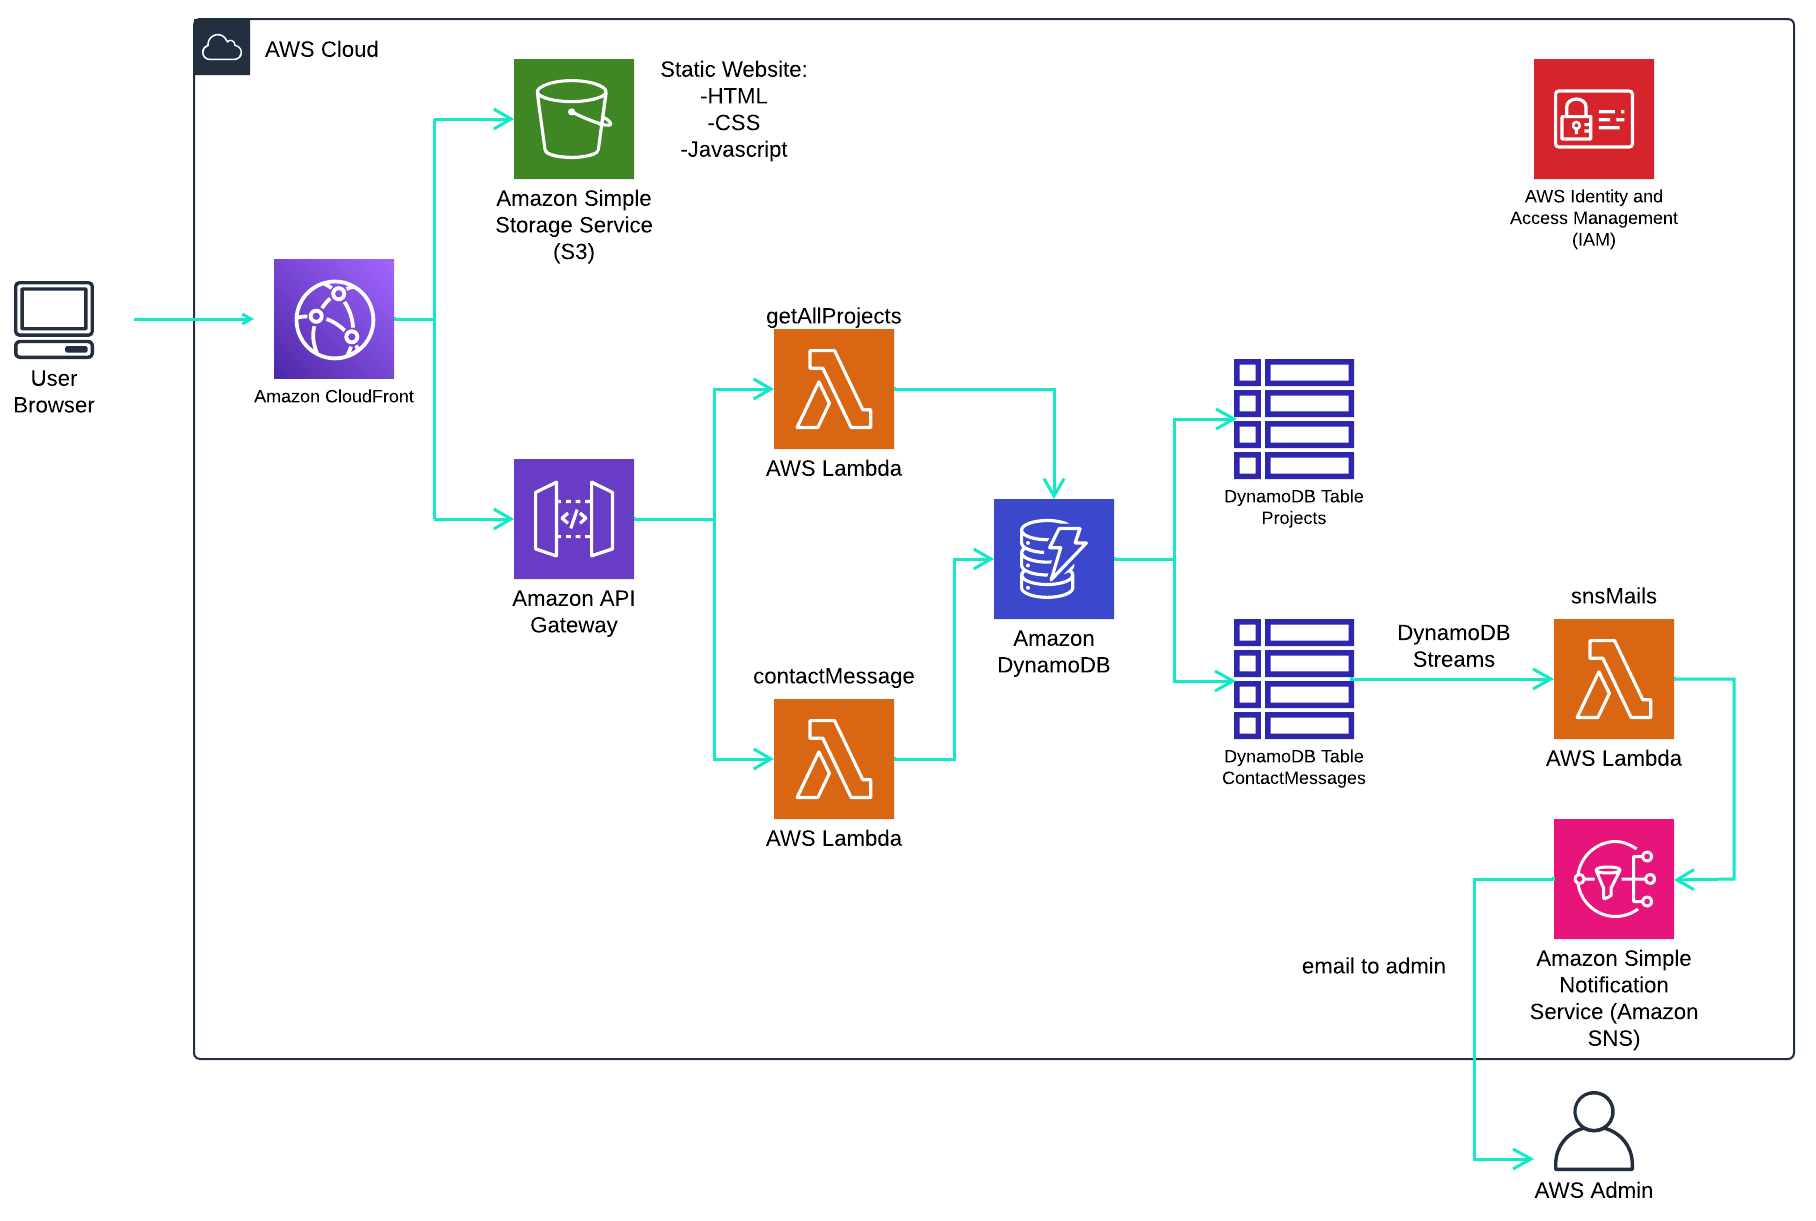 AWS Cloud
Static Website:
-HTML
-CSS
-Javascript
Amazon Simple
Storage Service
(S3)
AWS Identity and
Access Management
(IAM)
User
Browser
Amazon CloudFront
getAllProjects
AWS Lambda
DynamoDB Table
Projects
Amazon API
Gateway
contactMessage
AWS Lambda
Amazon
DynamoDB
DynamoDB Table
ContactMessages
DynamoDB
Streams
snsMails
AWS Lambda
email to admin
Amazon Simple
Notification
Service (Amazon
SNS)
AWS Admin